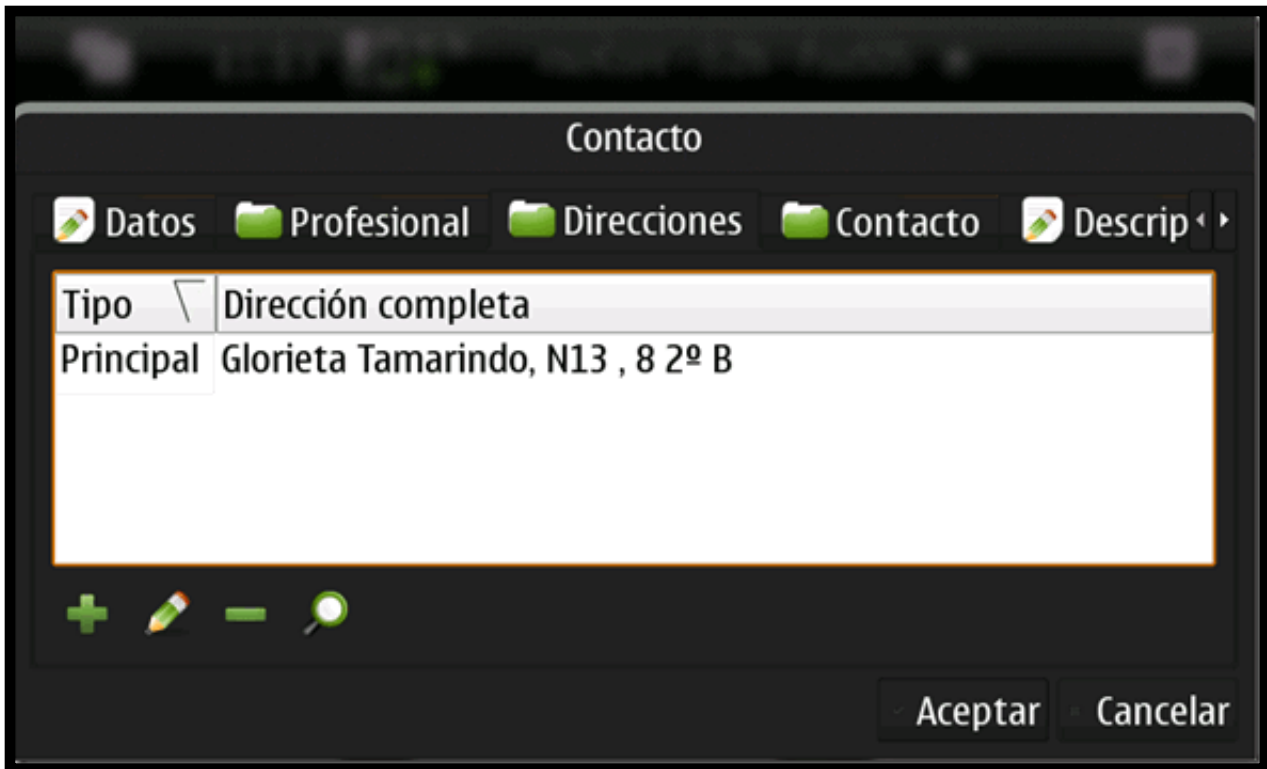 Contacto
Datos Profesional Direcciones Contacto Descrip
Tipo Dirección completa
Principal Glorieta Tamarindo, N13 , 8 2º B
Aceptar Cancelar